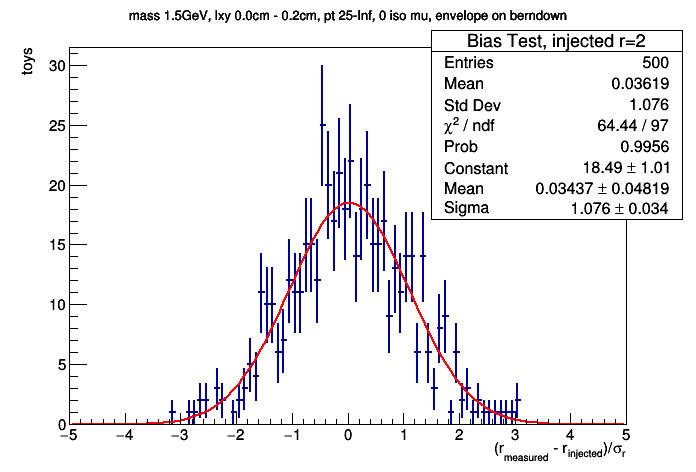 mass 1.5GeV, lxy 0.0cm - 0.2cm, pt 25-Inf, 0 iso mu, envelope on berndown
Bias Test, injected r=2
Entries 500
Mean 0.03619
Std Dev 1.076
χ² / ndf 64.44 / 97
Prob 0.9956
Constant 18.49 ± 1.01
Mean 0.03437 ± 0.04819
Sigma 1.076 ± 0.034
toys
30
25
20
15
10
5
0
−5 −4 −3 −2 −1 0 1 2 3 4 5
(r_measured - r_injected)/σ_r